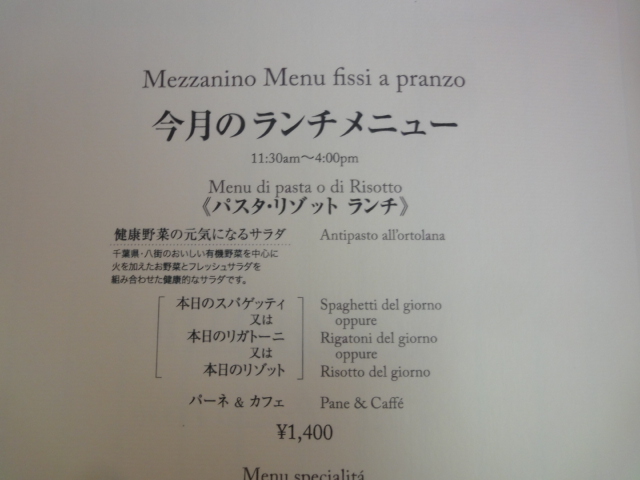 Mezzanino Menu fissi a pranzo
今月のランチメニュー
11:30am〜4:00pm
Menu di pasta o di Risotto
《パスタ・リゾット ランチ》
健康野菜の元気になるサラダ Antipasto all'ortolana
千葉県・八街のおいしい有機野菜を中心に
火を加えたお野菜とフレッシュサラダを
組み合わせた健康的なサラダです。
本日のスパゲッティ Spaghetti del giorno
又は oppure
本日のリガトーニ Rigatoni del giorno
又は oppure
本日のリゾット Risotto del giorno
パーネ & カフェ Pane & Caffé
¥1,400
Menu specialitá